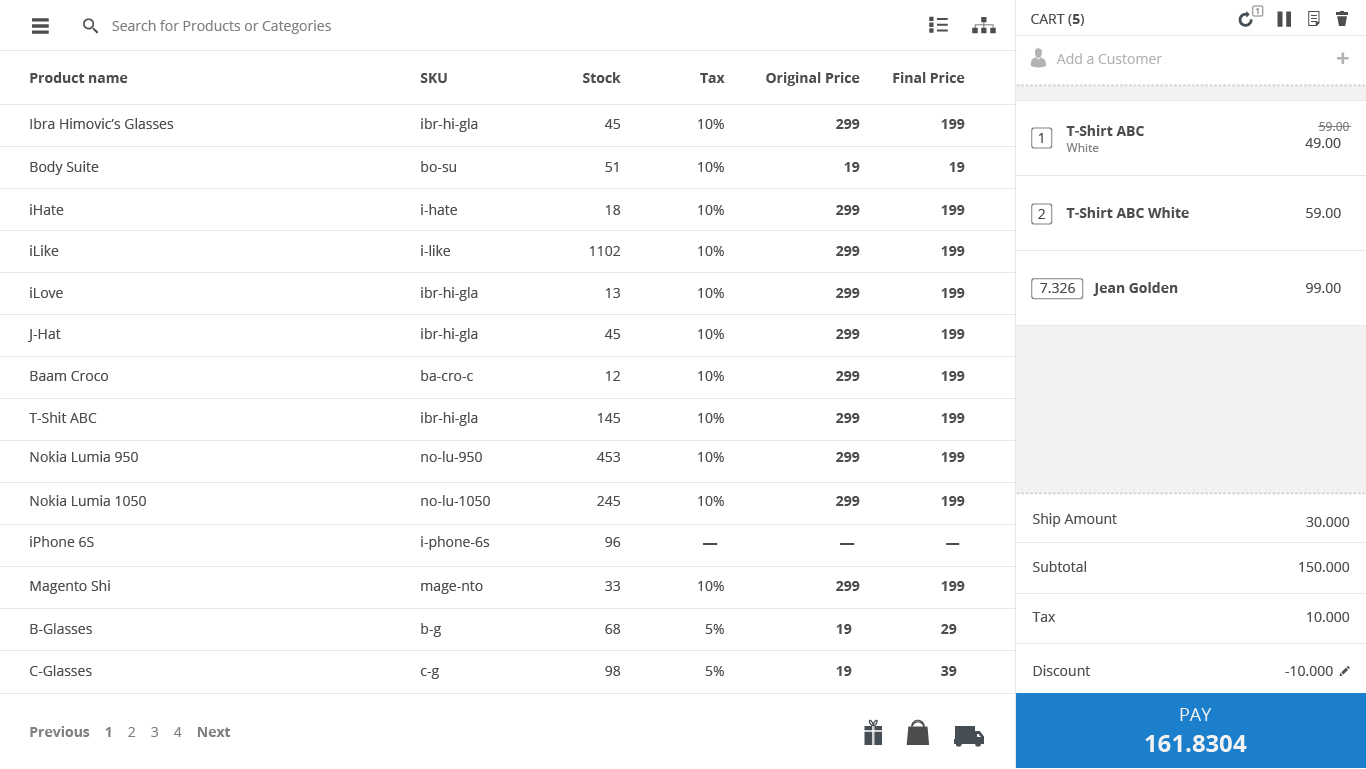 Search for Products or Categories
Product name SKU Stock Tax Original Price Final Price
Ibra Himovic's Glasses ibr-hi-gla 45 10% 299 199
Body Suite bo-su 51 10% 19 19
iHate i-hate 18 10% 299 199
iLike i-like 1102 10% 299 199
iLove ibr-hi-gla 13 10% 299 199
J-Hat ibr-hi-gla 45 10% 299 199
Baam Croco ba-cro-c 12 10% 299 199
T-Shit ABC ibr-hi-gla 145 10% 299 199
Nokia Lumia 950 no-lu-950 453 10% 299 199
Nokia Lumia 1050 no-lu-1050 245 10% 299 199
iPhone 6S i-phone-6s 96 — — —
Magento Shi mage-nto 33 10% 299 199
B-Glasses b-g 68 5% 19 29
C-Glasses c-g 98 5% 19 39
Previous 1 2 3 4 Next
CART (5) 1
Add a Customer +
1 T-Shirt ABC 59.00
White 49.00
2 T-Shirt ABC White 59.00
7.326 Jean Golden 99.00
Ship Amount 30.000
Subtotal 150.000
Tax 10.000
Discount -10.000
PAY
161.8304